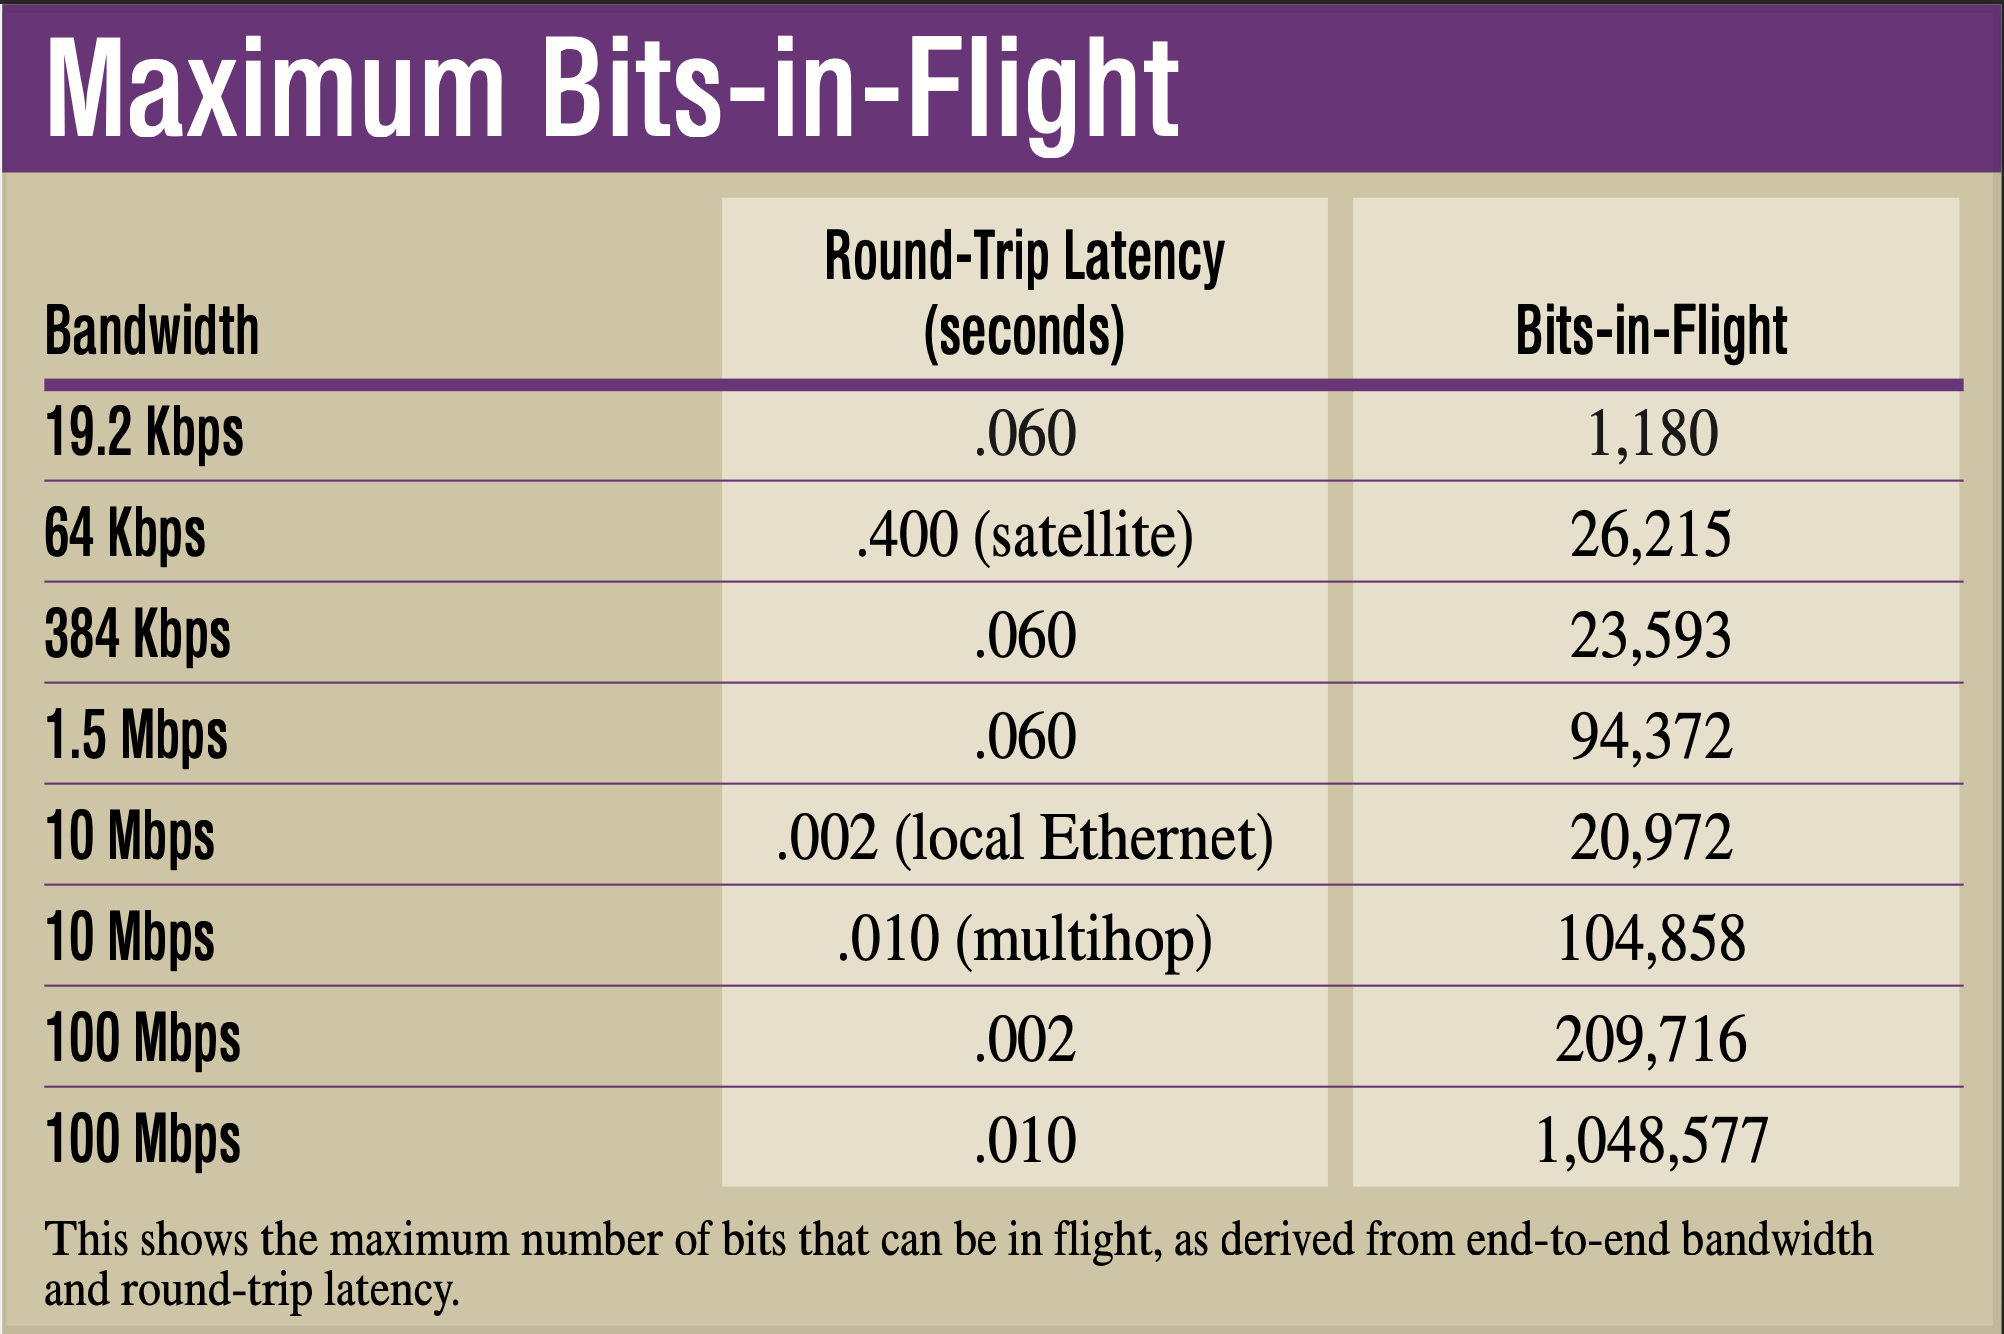 Maximum Bits-in-Flight
Round-Trip Latency
Bandwidth (seconds) Bits-in-Flight
19.2 Kbps .060 1,180
64 Kbps .400 (satellite) 26,215
384 Kbps .060 23,593
1.5 Mbps .060 94,372
10 Mbps .002 (local Ethernet) 20,972
10 Mbps .010 (multihop) 104,858
100 Mbps .002 209,716
100 Mbps .010 1,048,577
This shows the maximum number of bits that can be in flight, as derived from end-to-end bandwidth
and round-trip latency.